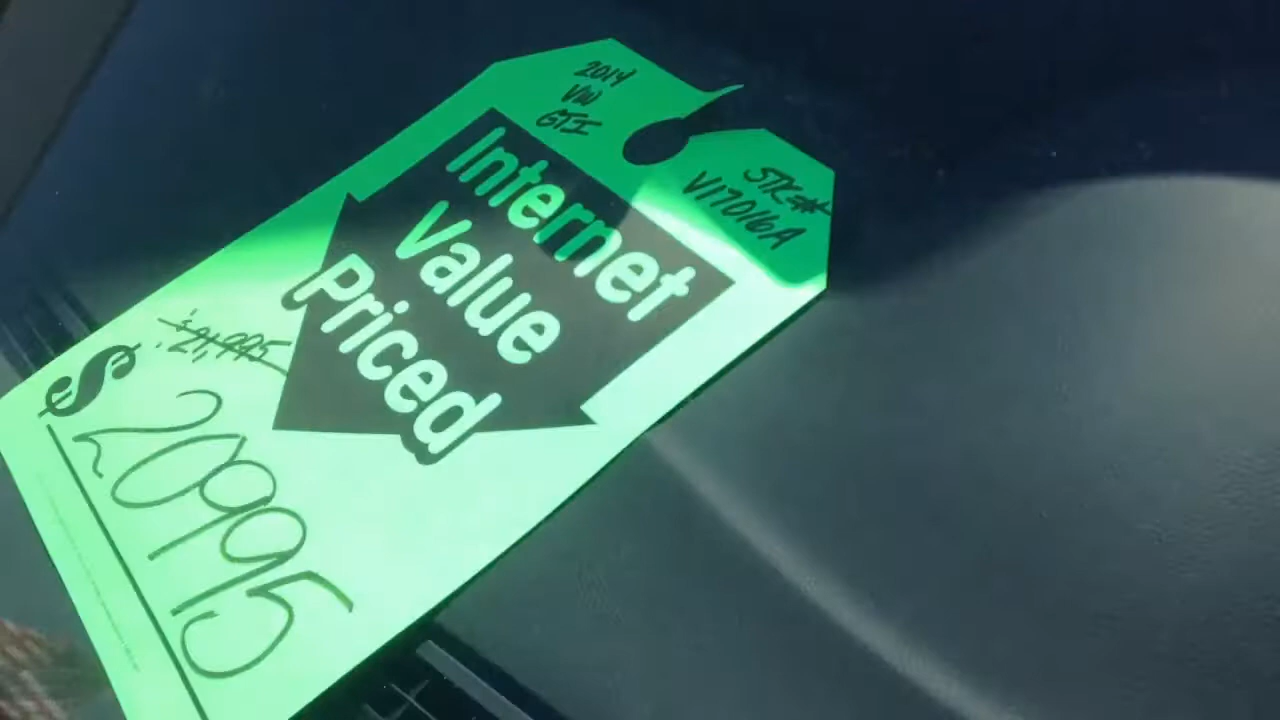 2014
VW
GTI
STK#
V17016A
Internet
Value
Priced
$21,995
$20995